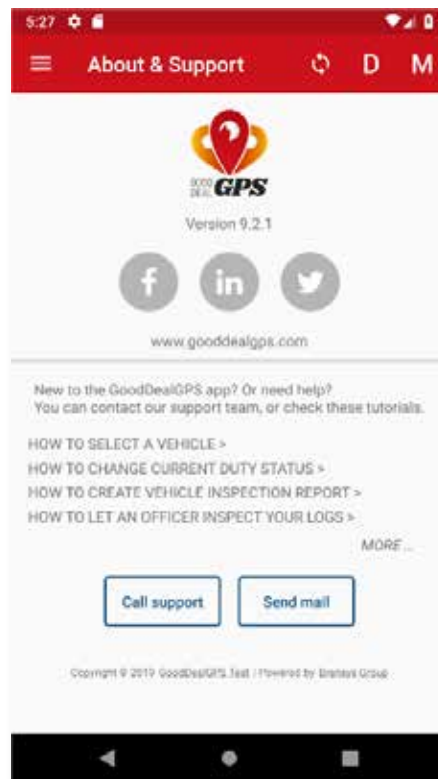 5:27
About & Support D M
GOOD DEAL GPS
Version 9.2.1
f in
www.gooddealgps.com
New to the GoodDealGPS app? Or need help?
You can contact our support team, or check these tutorials.
HOW TO SELECT A VEHICLE >
HOW TO CHANGE CURRENT DUTY STATUS >
HOW TO CREATE VEHICLE INSPECTION REPORT >
HOW TO LET AN OFFICER INSPECT YOUR LOGS >
MORE ...
Call support Send mail
Copyright © 2019 GoodDealGPS Test | Powered by Group